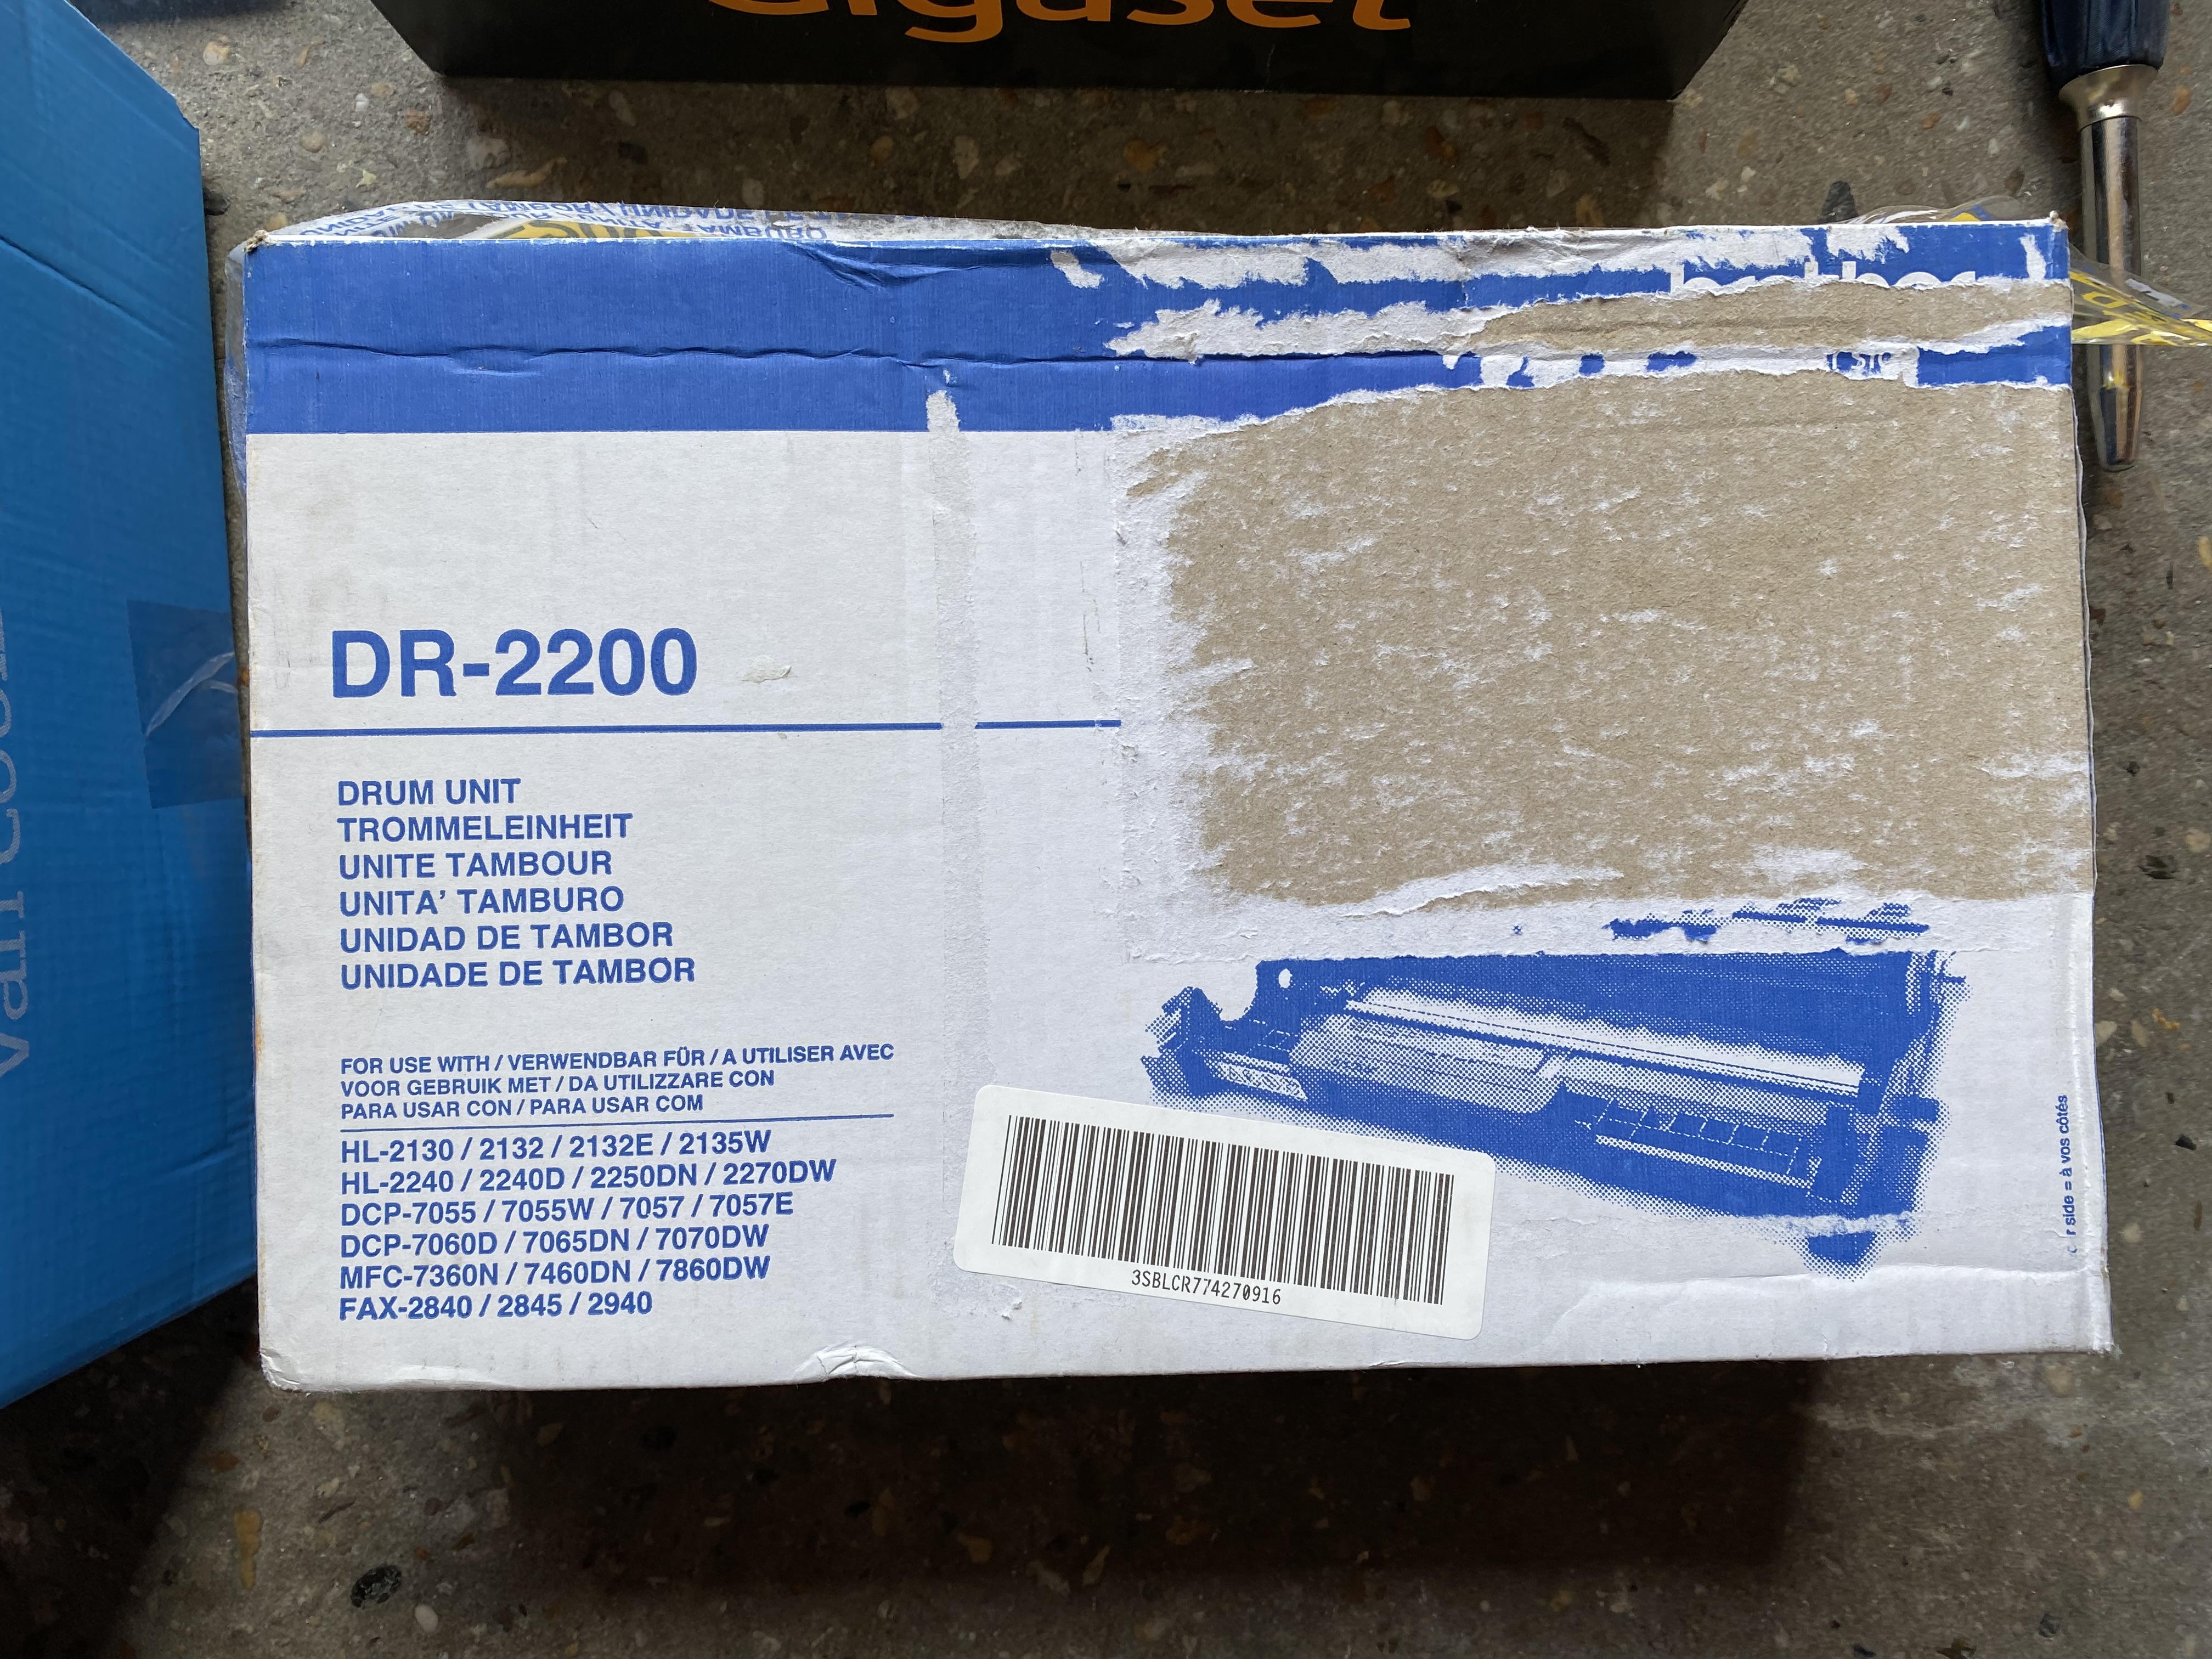 Gigaset
brother
DR-2200
DRUM UNIT
TROMMELEINHEIT
UNITE TAMBOUR
UNITA' TAMBURO
UNIDAD DE TAMBOR
UNIDADE DE TAMBOR
FOR USE WITH / VERWENDBAR FÜR / A UTILISER AVEC
VOOR GEBRUIK MET / DA UTILIZZARE CON
PARA USAR CON / PARA USAR COM
HL-2130 / 2132 / 2132E / 2135W
HL-2240 / 2240D / 2250DN / 2270DW
DCP-7055 / 7055W / 7057 / 7057E
DCP-7060D / 7065DN / 7070DW
MFC-7360N / 7460DN / 7860DW
FAX-2840 / 2845 / 2940
3SBLCR774270916
side = à vos côtés